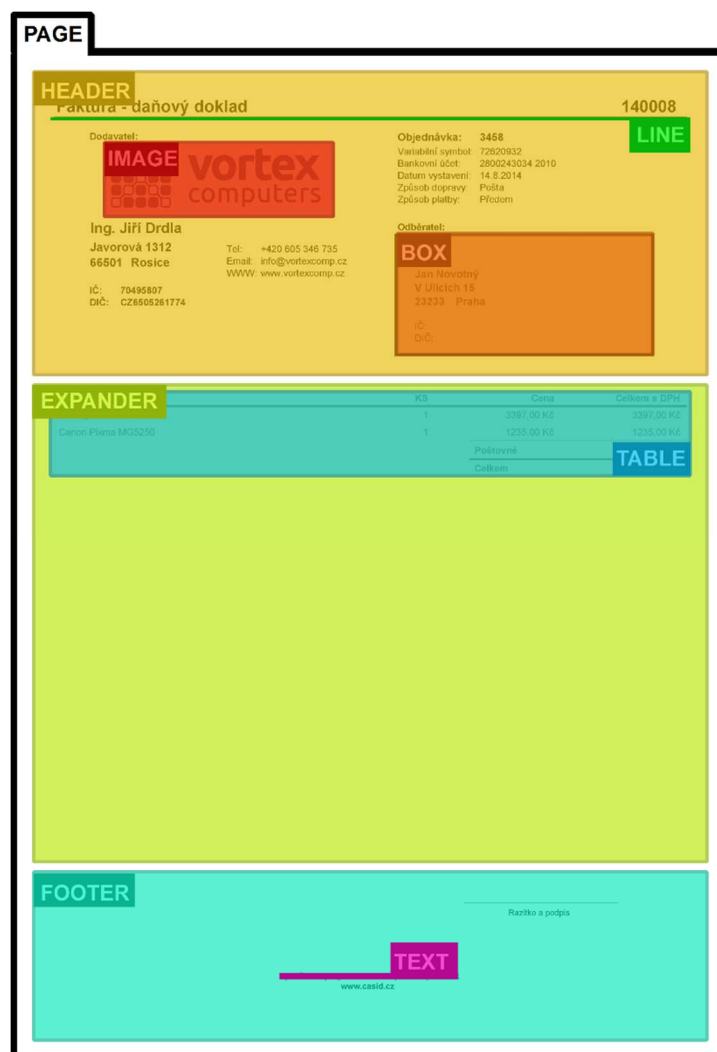 PAGE
HEADER
Faktura - daňový doklad 140008
LINE
Dodavatel:
IMAGE
vortex
computers
Objednávka: 3458
Variabilní symbol: 72620932
Bankovní účet: 2800243034 2010
Datum vystavení: 14.8.2014
Způsob dopravy: Pošta
Způsob platby: Předem
Ing. Jiří Drdla
Javorová 1312
66501 Rosice
Tel: +420 605 346 735
Email: info@vortexcomp.cz
WWW: www.vortexcomp.cz
IČ: 70495807
DIČ: CZ6505261774
Odběratel:
BOX
Jan Novotný
V Ulicích 15
23233 Praha
IČ:
DIČ:
EXPANDER
KS Cena Celkem s DPH
1 3397,00 Kč 3397,00 Kč
Canon Pixma MG5250 1 1235,00 Kč 1235,00 Kč
Poštovné
TABLE
Celkem
FOOTER
Razítko a podpis
TEXT
www.casid.cz